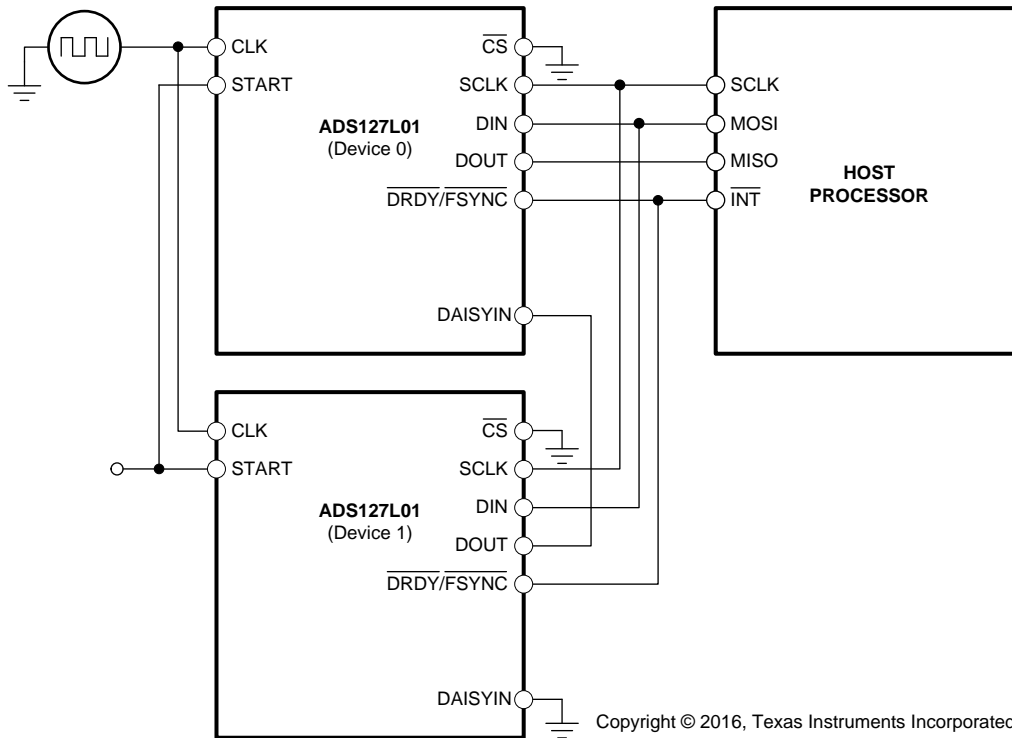 CLK
START
ADS127L01
(Device 0)
CS
SCLK
DIN
DOUT
DRDY/FSYNC
DAISYIN
SCLK
MOSI
MISO
INT
HOST
PROCESSOR
CLK
START
ADS127L01
(Device 1)
CS
SCLK
DIN
DOUT
DRDY/FSYNC
DAISYIN
Copyright © 2016, Texas Instruments Incorporated